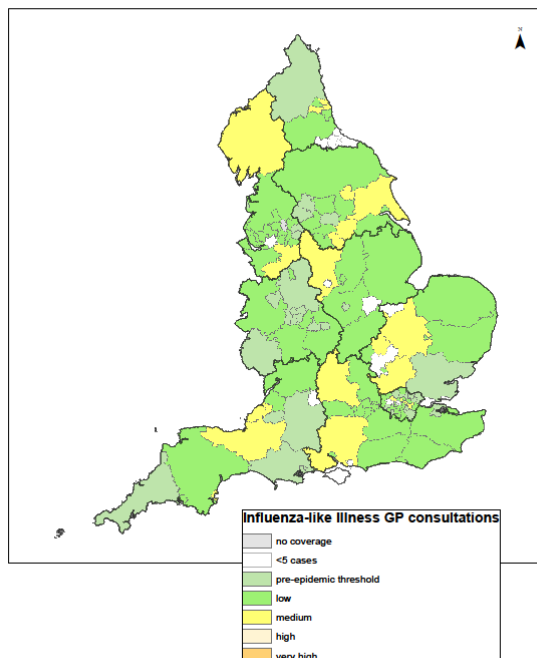 N
Influenza-like Illness GP consultations
no coverage
<5 cases
pre-epidemic threshold
low
medium
high
very high